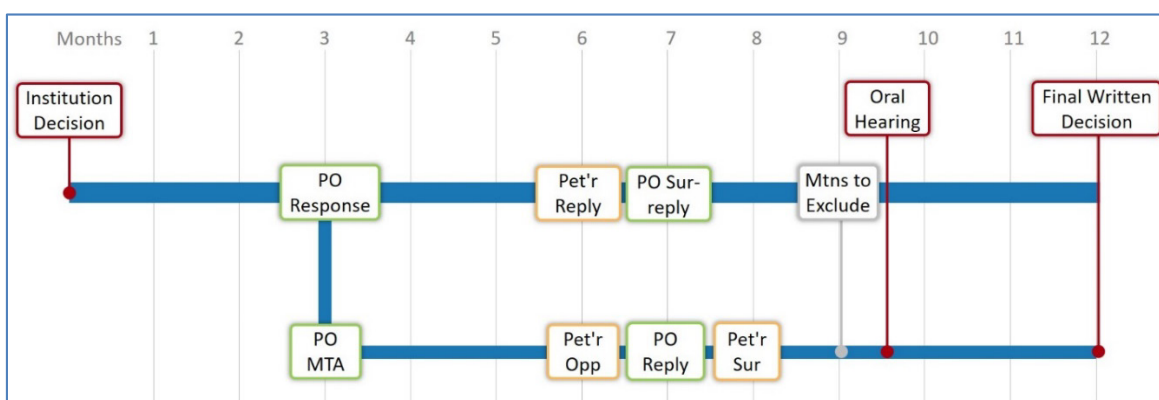 Months 1 2 3 4 5 6 7 8 9 10 11 12
Institution
Decision
Oral
Hearing
Final Written
Decision
PO
Response
Pet'r
Reply
PO Sur-
reply
Mtns to
Exclude
PO
MTA
Pet'r
Opp
PO
Reply
Pet'r
Sur